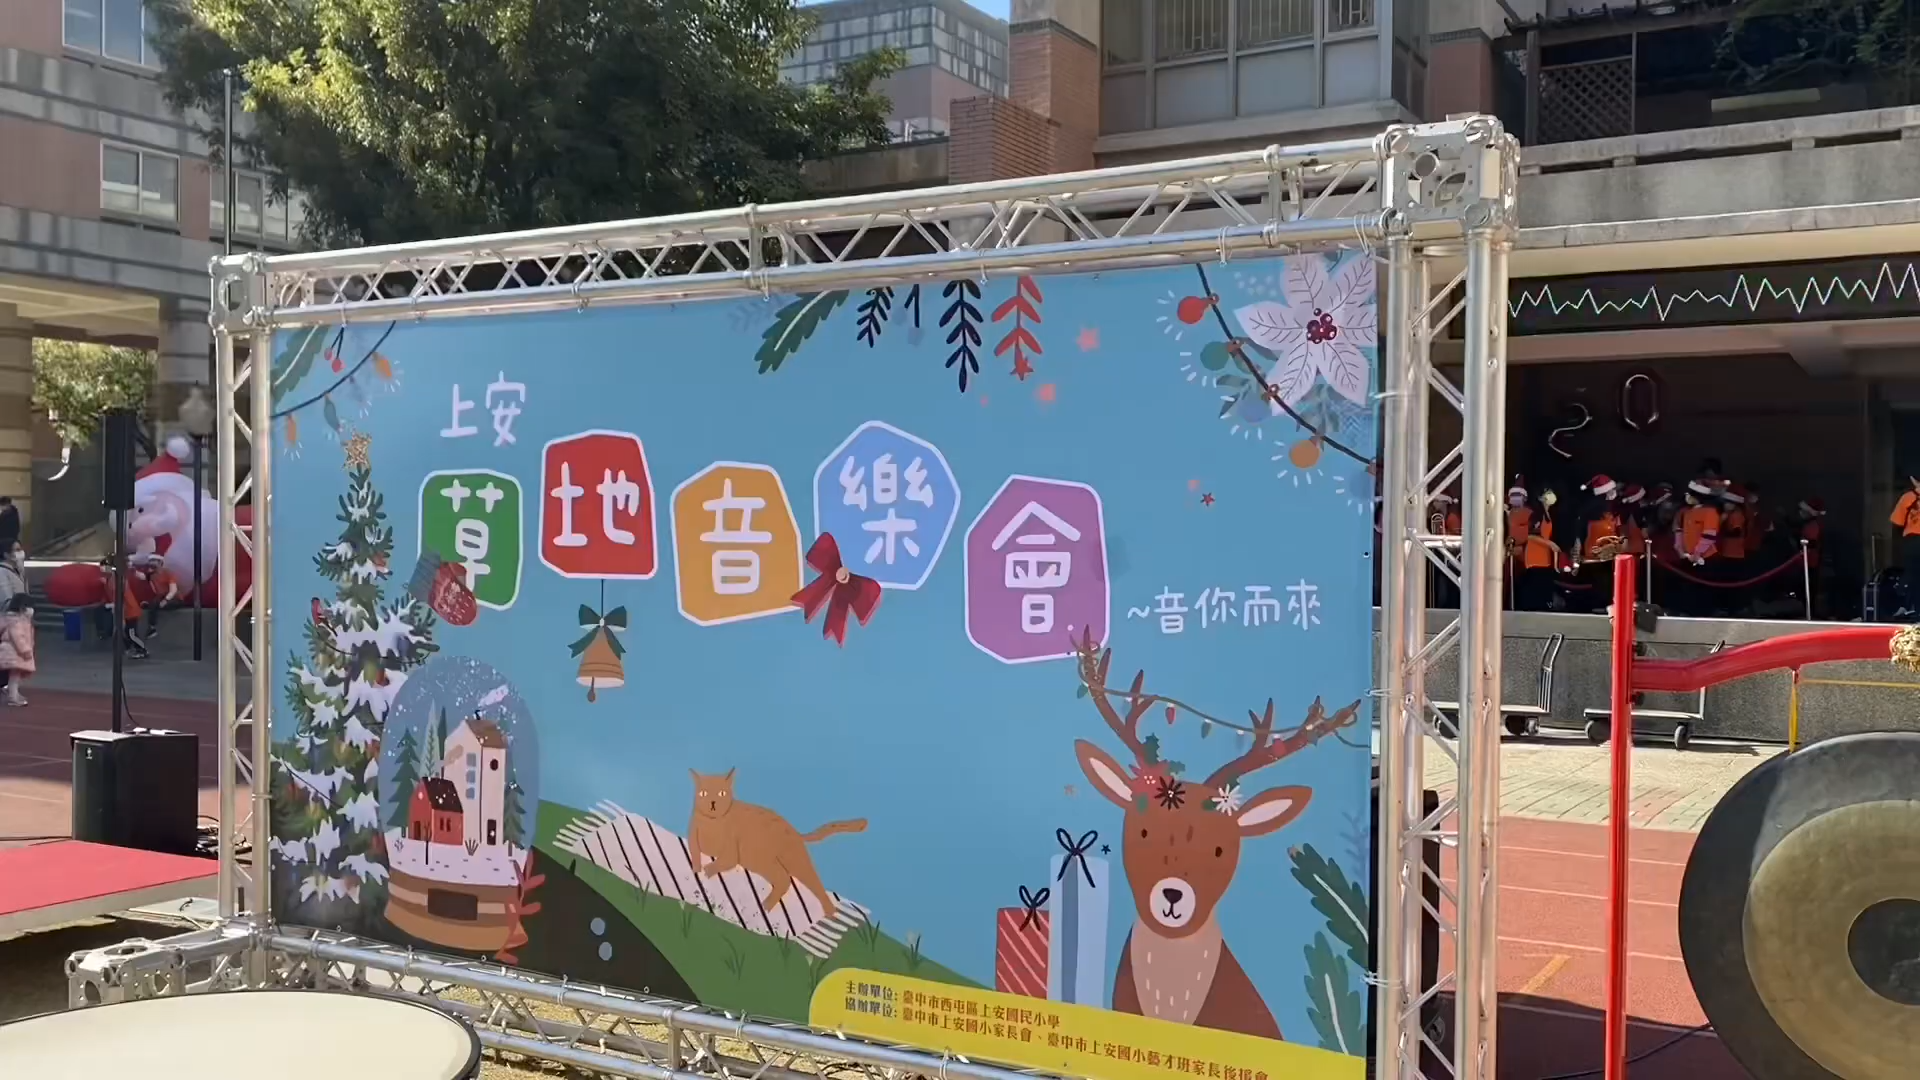 上安
草地音樂會
~音你而來
主辦單位:臺中市西屯區上安國民小學
協辦單位:臺中市上安國小家長會、臺中市上安國小藝才班家長後援會
20